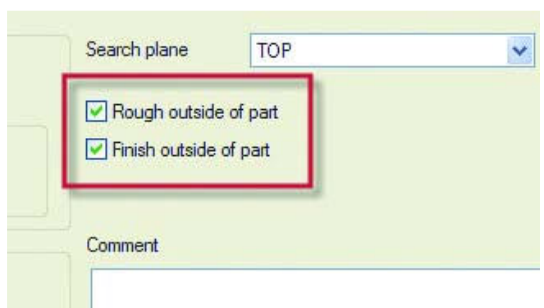 Search plane TOP
Rough outside of part
Finish outside of part
Comment